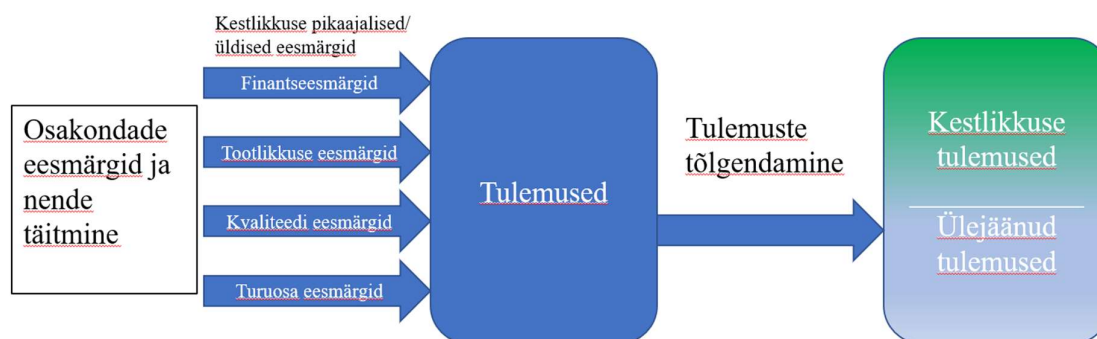 Kestlikkuse pikaajalised/
üldised eesmärgid
Osakondade
eesmärgid ja
nende
täitmine
Finantseesmärgid
Tootlikkuse eesmärgid
Kvaliteedi eesmärgid
Turuosa eesmärgid
Tulemused
Tulemuste
tõlgendamine
Kestlikkuse
tulemused
Ülejäänud
tulemused